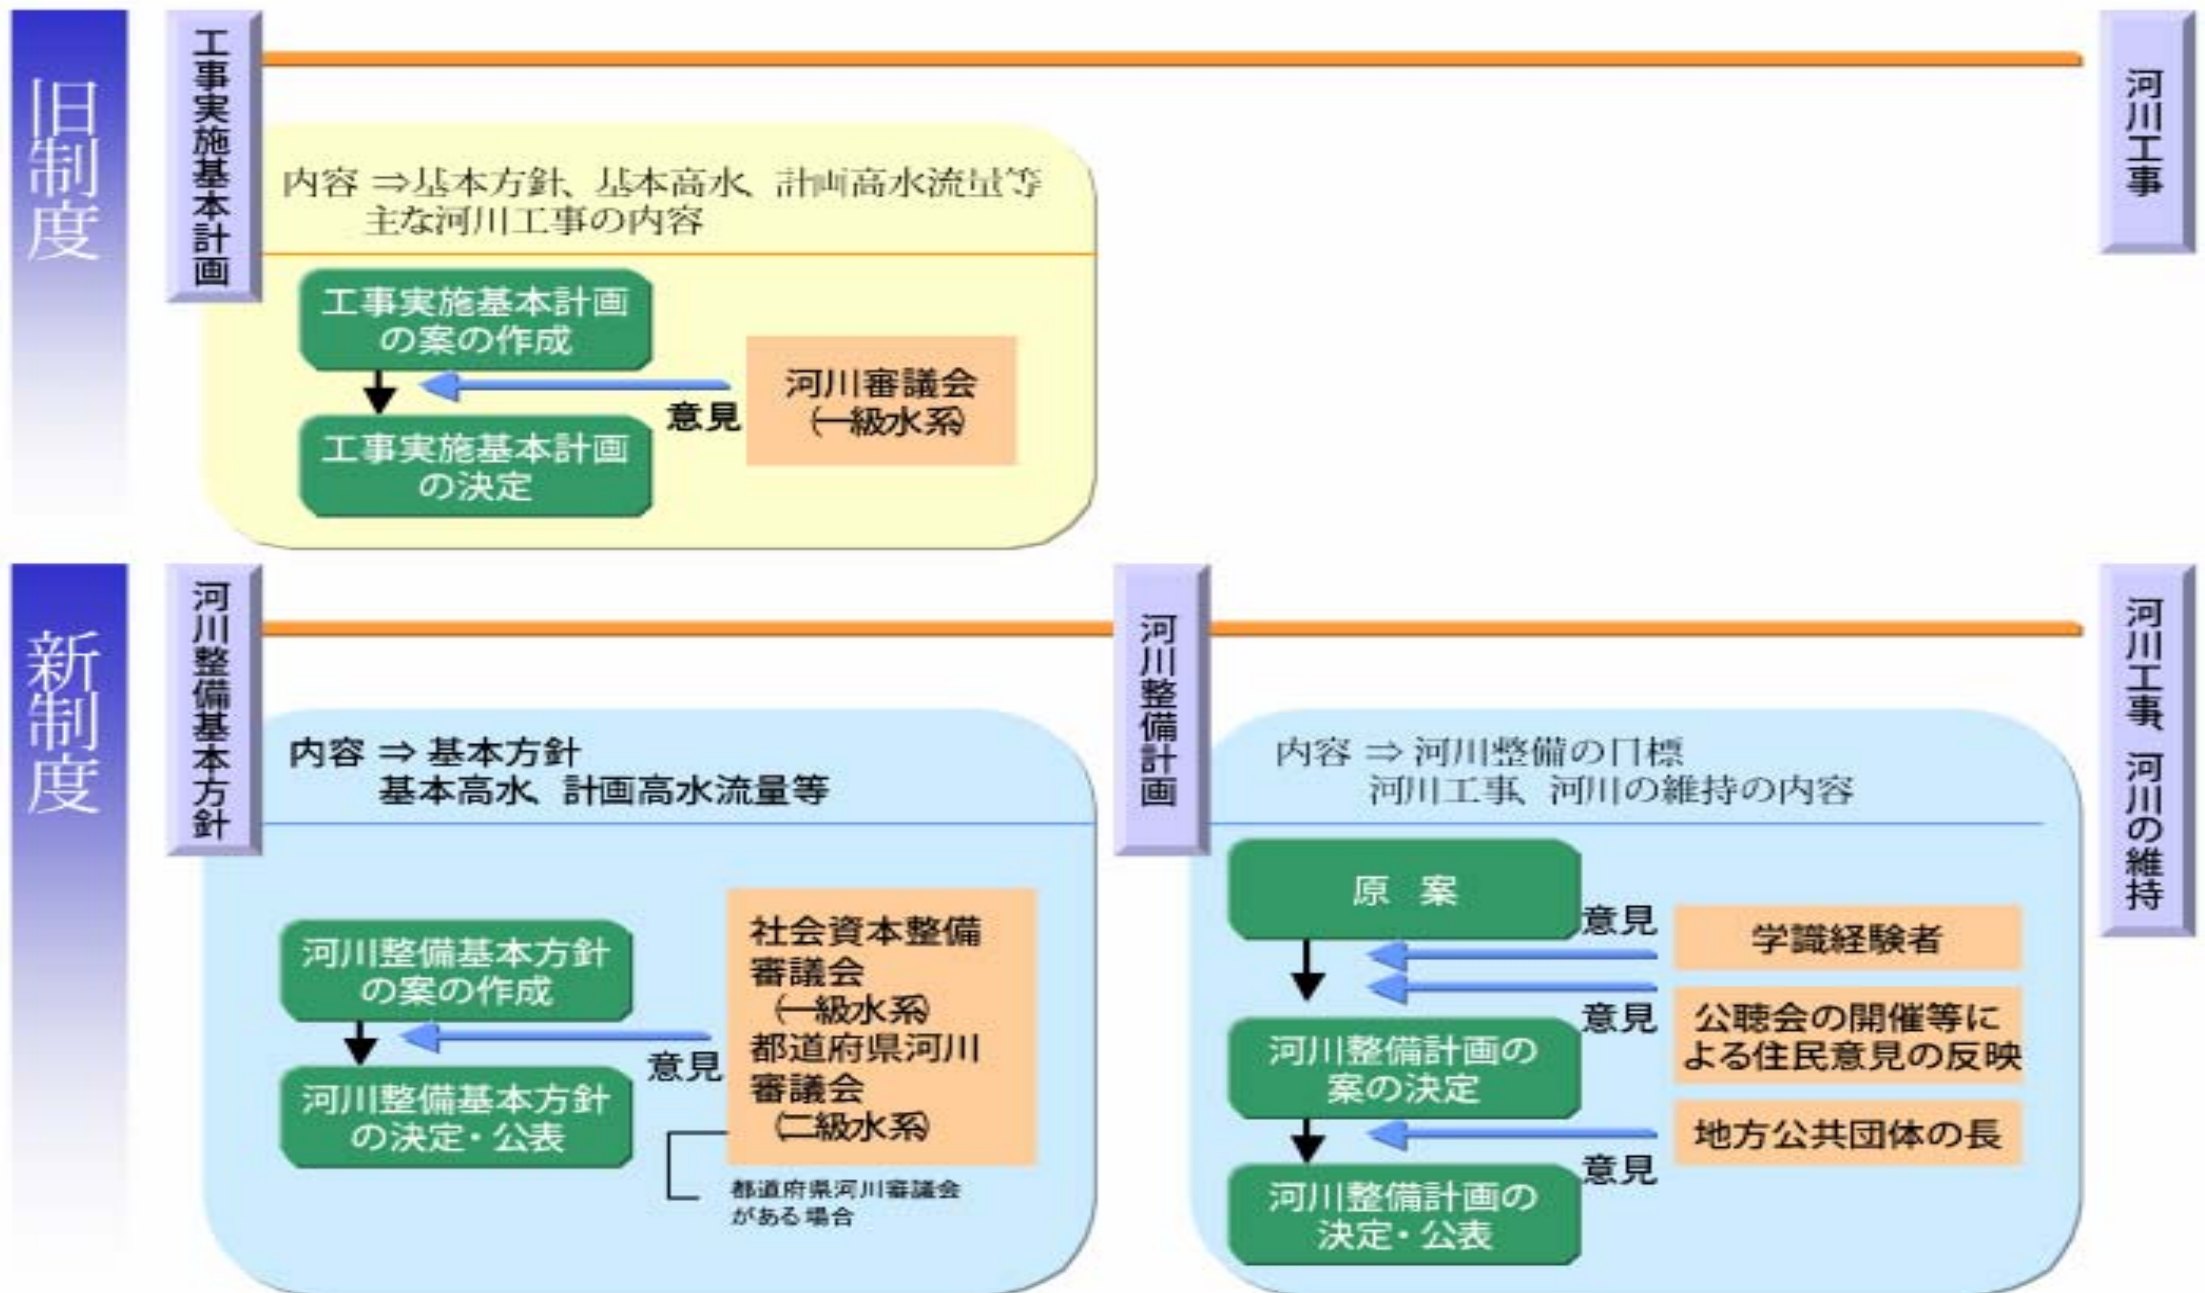 旧制度
工事実施基本計画
河川工事
内容 ⇒基本方針、基本高水、計画高水流量等
主な河川工事の内容
工事実施基本計画
の案の作成
意見
河川審議会
(一級水系)
工事実施基本計画
の決定
新制度
河川整備基本方針
河川整備計画
河川工事、河川の維持
内容 ⇒ 基本方針
基本高水、計画高水流量等
河川整備基本方針
の案の作成
意見
社会資本整備
審議会
(一級水系)
都道府県河川
審議会
(二級水系)
都道府県河川審議会
がある場合
河川整備基本方針
の決定・公表
内容 ⇒ 河川整備の目標
河川工事、河川の維持の内容
原 案
意見
学識経験者
意見
公聴会の開催等に
よる住民意見の反映
河川整備計画の
案の決定
意見
地方公共団体の長
河川整備計画の
決定・公表